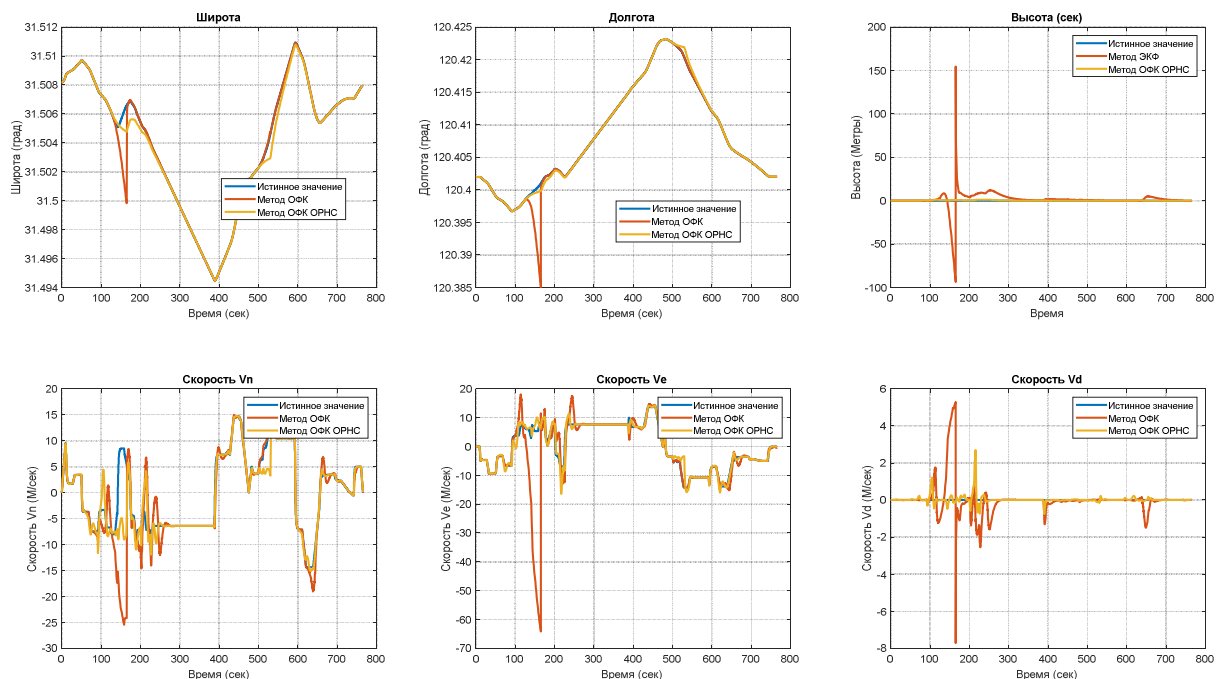 Широта
Широта (град)
31.512
31.51
31.508
31.506
31.504
31.502
31.5
31.498
31.496
31.494
0 100 200 300 400 500 600 700 800
Время (сек)
Истинное значение
Метод ОФК
Метод ОФК ОРНС
Долгота
Долгота (град)
120.425
120.42
120.415
120.41
120.405
120.4
120.395
120.39
120.385
0 100 200 300 400 500 600 700 800
Время (сек)
Истинное значение
Метод ОФК
Метод ОФК ОРНС
Высота (сек)
Высота (Метры)
200
150
100
50
0
-50
-100
0 100 200 300 400 500 600 700 800
Время
Истинное значение
Метод ЭКФ
Метод ОФК ОРНС
Скорость Vn
Скорость Vn (М/сек)
20
15
10
5
0
-5
-10
-15
-20
-25
-30
0 100 200 300 400 500 600 700 800
Время (сек)
Истинное значение
Метод ОФК
Метод ОФК ОРНС
Скорость Ve
Скорость Ve (М/сек)
20
10
0
-10
-20
-30
-40
-50
-60
-70
0 100 200 300 400 500 600 700 800
Время (сек)
Истинное значение
Метод ОФК
Метод ОФК ОРНС
Скорость Vd
Скорость Vd (М/сек)
6
4
2
0
-2
-4
-6
-8
0 100 200 300 400 500 600 700 800
Время (сек)
Истинное значение
Метод ОФК
Метод ОФК ОРНС